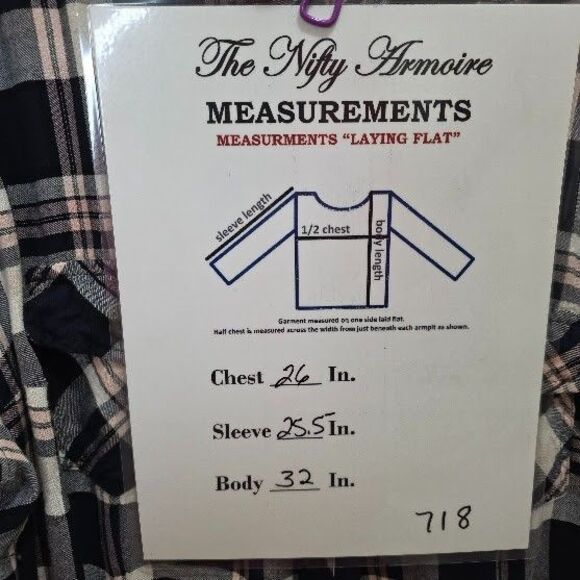 The Nifty Armoire
MEASUREMENTS
MEASURMENTS "LAYING FLAT"
sleeve length
1/2 chest
body length
Garment measured on one side laid flat.
Half chest is measured across the width from just beneath each armpit as shown.
Chest 26 In.
Sleeve 25.5 In.
Body 32 In.
718